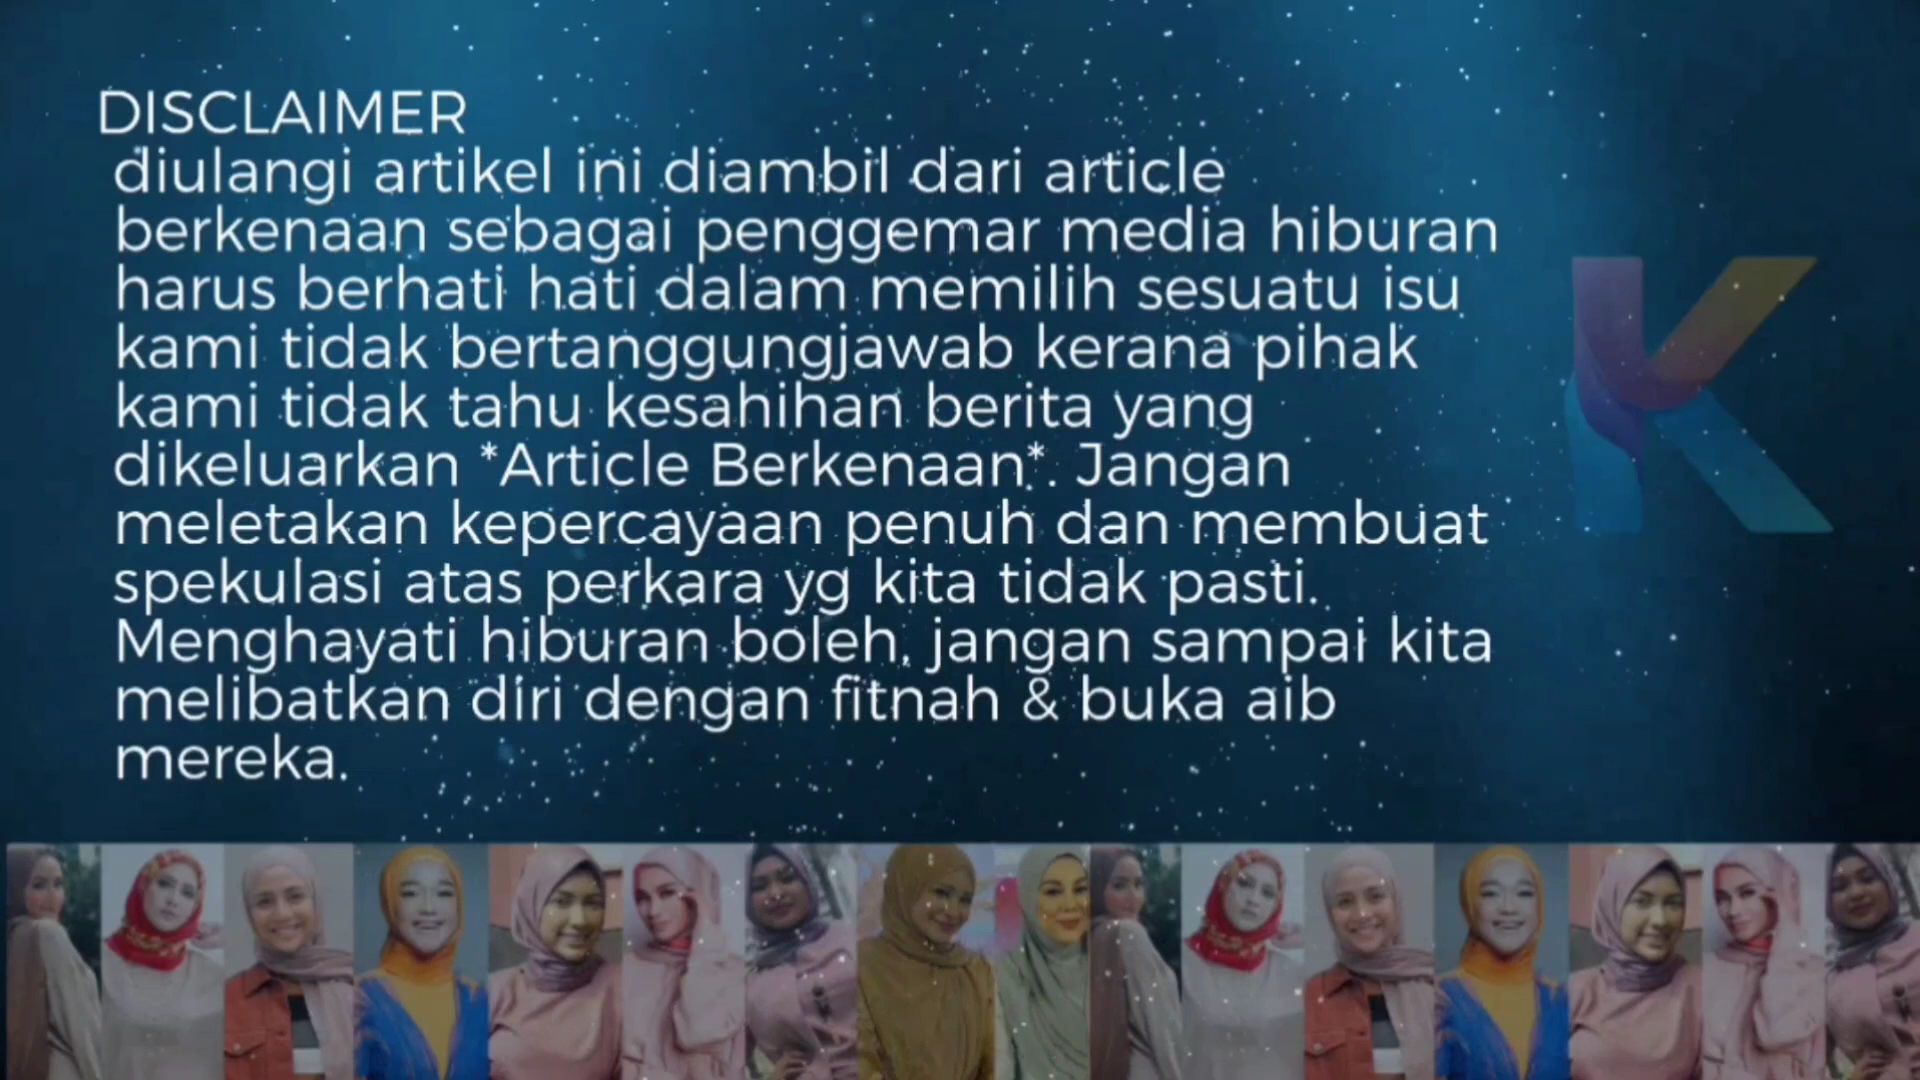 DISCLAIMER
diulangi artikel ini diambil dari article
berkenaan sebagai penggemar media hiburan
harus berhati hati dalam memilih sesuatu isu
kami tidak bertanggungjawab kerana pihak
kami tidak tahu kesahihan berita yang
dikeluarkan *Article Berkenaan*. Jangan
meletakan kepercayaan penuh dan membuat
spekulasi atas perkara yg kita tidak pasti.
Menghayati hiburan boleh, jangan sampai kita
melibatkan diri dengan fitnah & buka aib
mereka.
K